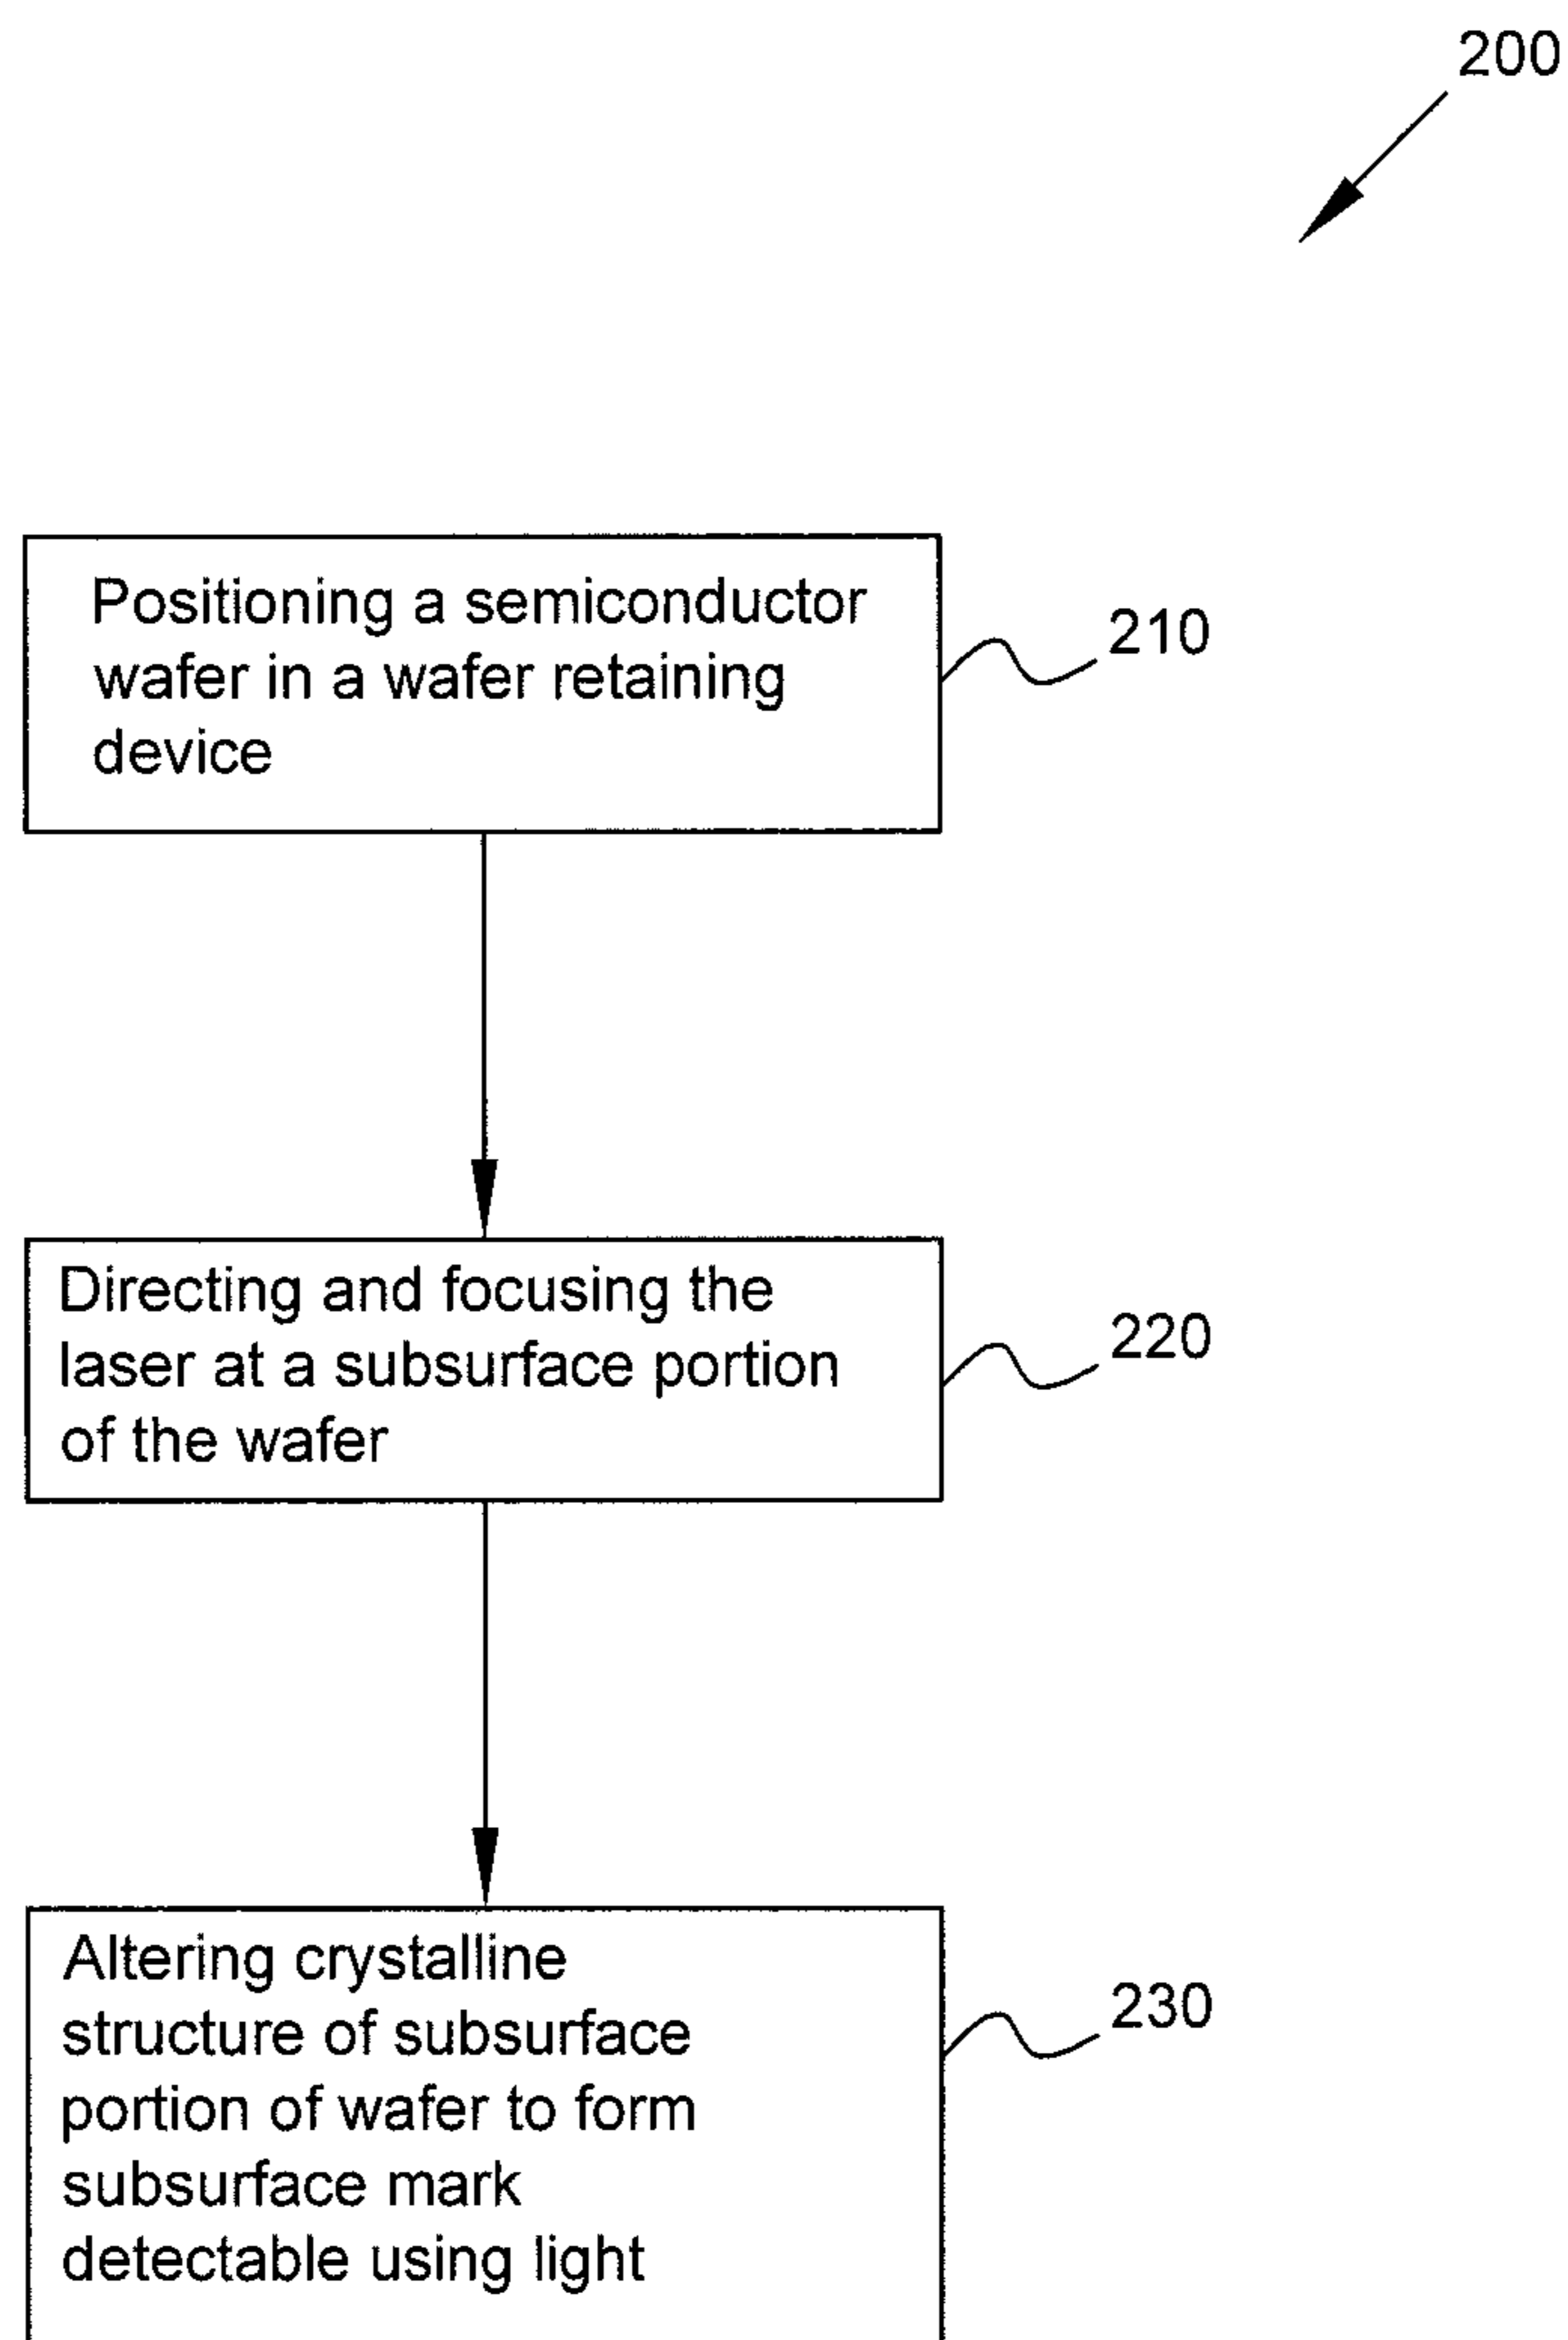 200
Positioning a semiconductor
wafer in a wafer retaining
device
210
Directing and focusing the
laser at a subsurface portion
of the wafer
220
Altering crystalline
structure of subsurface
portion of wafer to form
subsurface mark
detectable using light
230